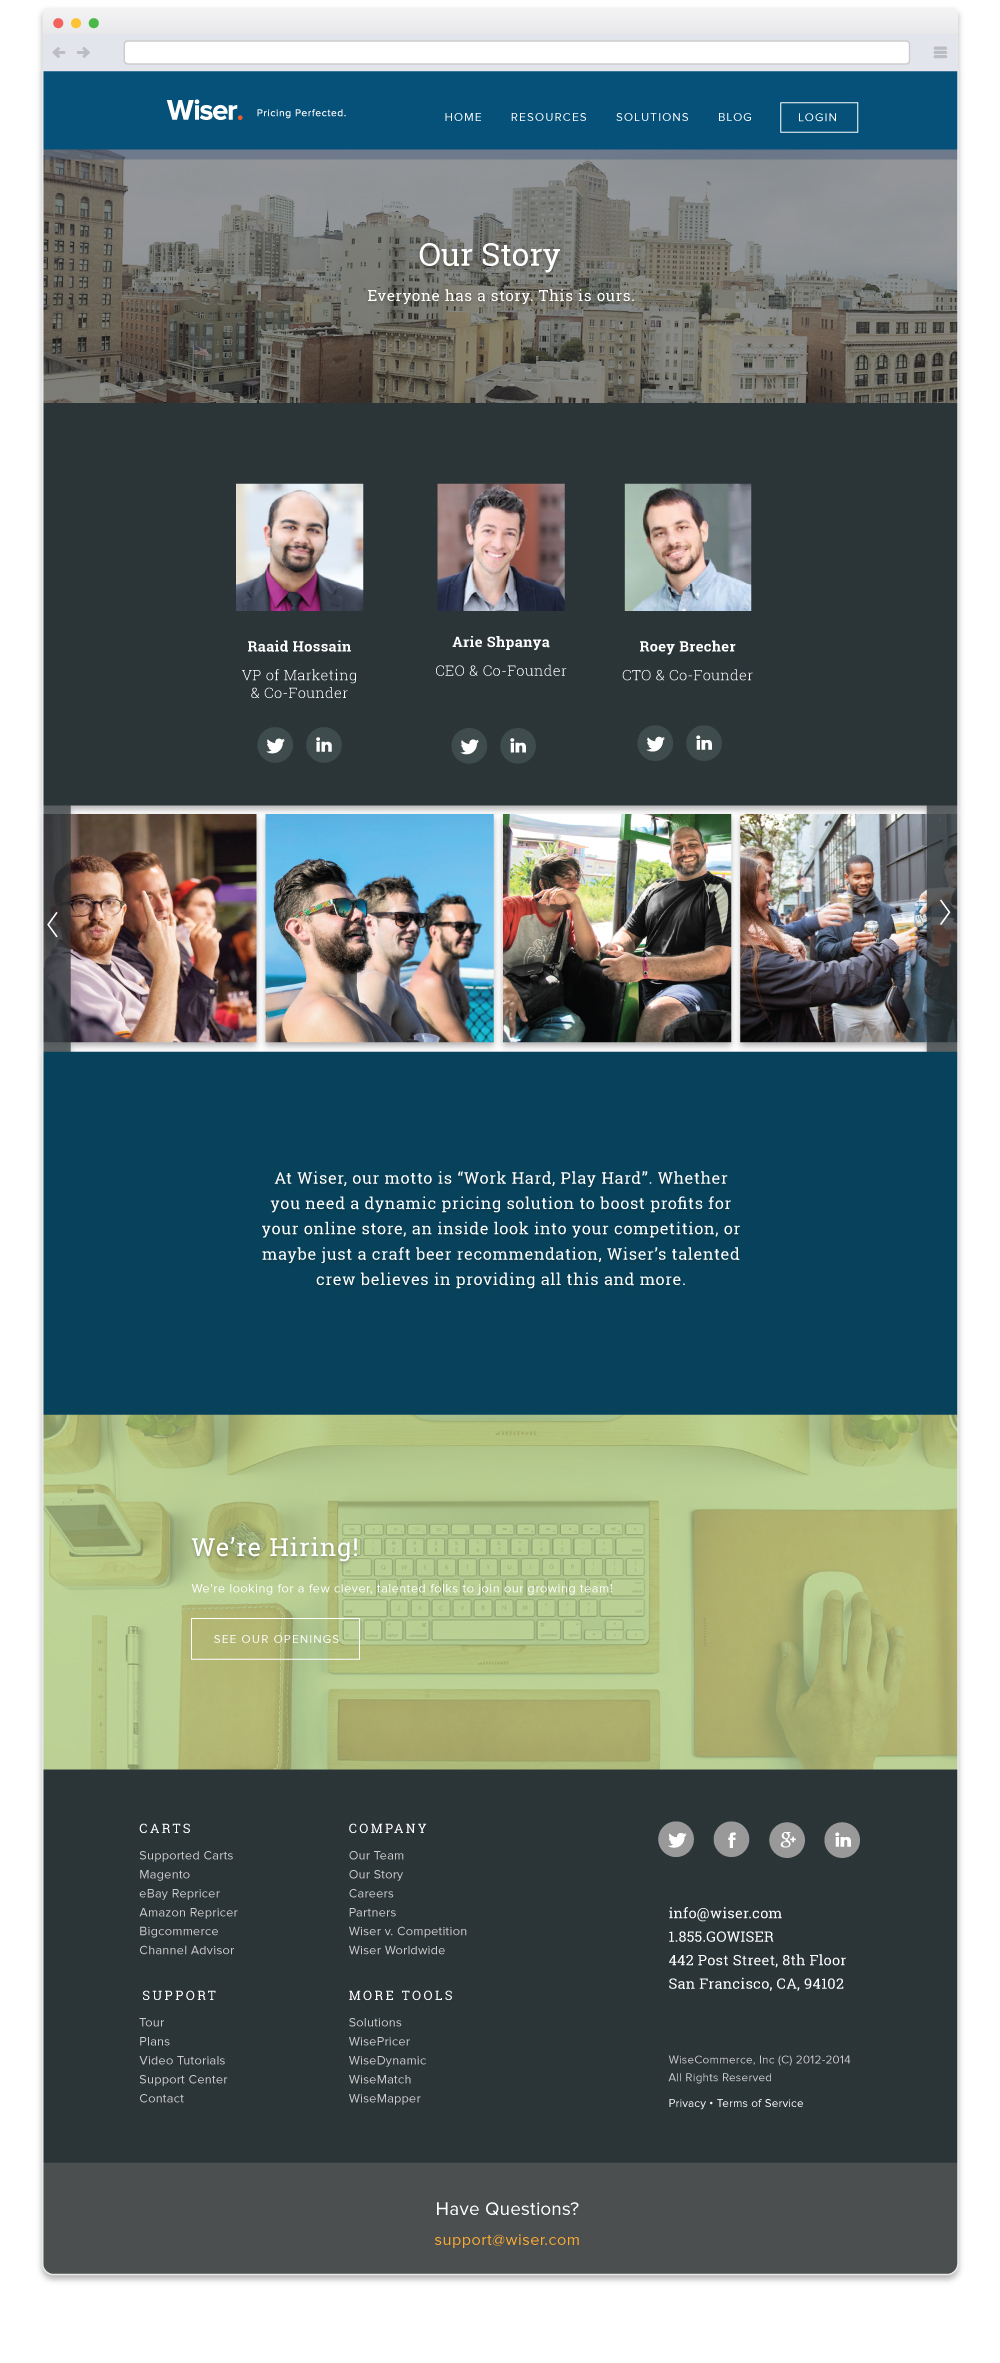 Wiser.
Pricing Perfected.
HOME
RESOURCES
SOLUTIONS
BLOG
LOGIN
Our Story
Everyone has a story. This is ours.
Raaid Hossain
VP of Marketing
& Co-Founder
Arie Shpanya
CEO & Co-Founder
Roey Brecher
CTO & Co-Founder
in
in
in
At Wiser, our motto is “Work Hard, Play Hard”. Whether
you need a dynamic pricing solution to boost profits for
your online store, an inside look into your competition, or
maybe just a craft beer recommendation, Wiser’s talented
crew believes in providing all this and more.
We’re Hiring!
We're looking for a few clever, talented folks to join our growing team!
SEE OUR OPENINGS
CARTS
Supported Carts
Magento
eBay Repricer
Amazon Repricer
Bigcommerce
Channel Advisor
COMPANY
Our Team
Our Story
Careers
Partners
Wiser v. Competition
Wiser Worldwide
SUPPORT
Tour
Plans
Video Tutorials
Support Center
Contact
MORE TOOLS
Solutions
WisePricer
WiseDynamic
WiseMatch
WiseMapper
f
g+
in
info@wiser.com
1.855.GOWISER
442 Post Street, 8th Floor
San Francisco, CA, 94102
WiseCommerce, Inc (C) 2012-2014
All Rights Reserved
Privacy • Terms of Service
Have Questions?
support@wiser.com